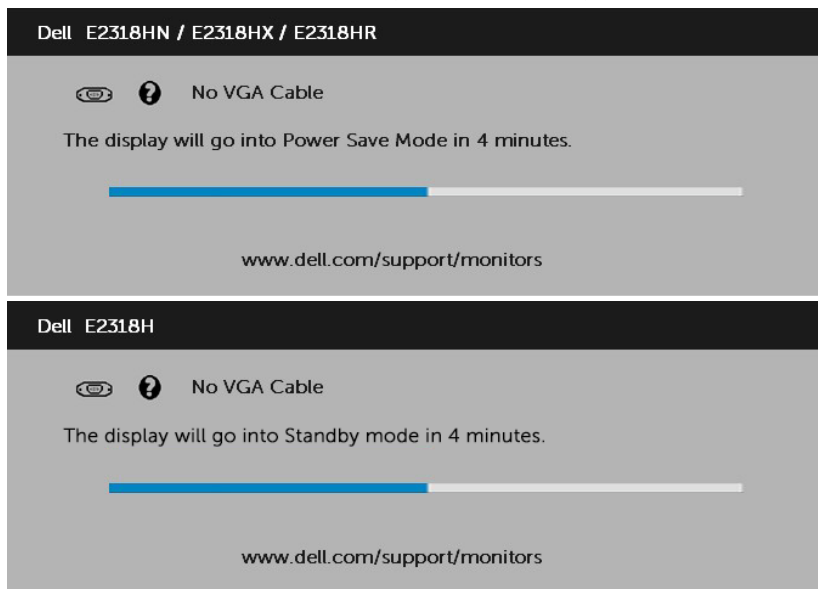 Dell E2318HN / E2318HX / E2318HR
? No VGA Cable
The display will go into Power Save Mode in 4 minutes.
www.dell.com/support/monitors
Dell E2318H
? No VGA Cable
The display will go into Standby mode in 4 minutes.
www.dell.com/support/monitors